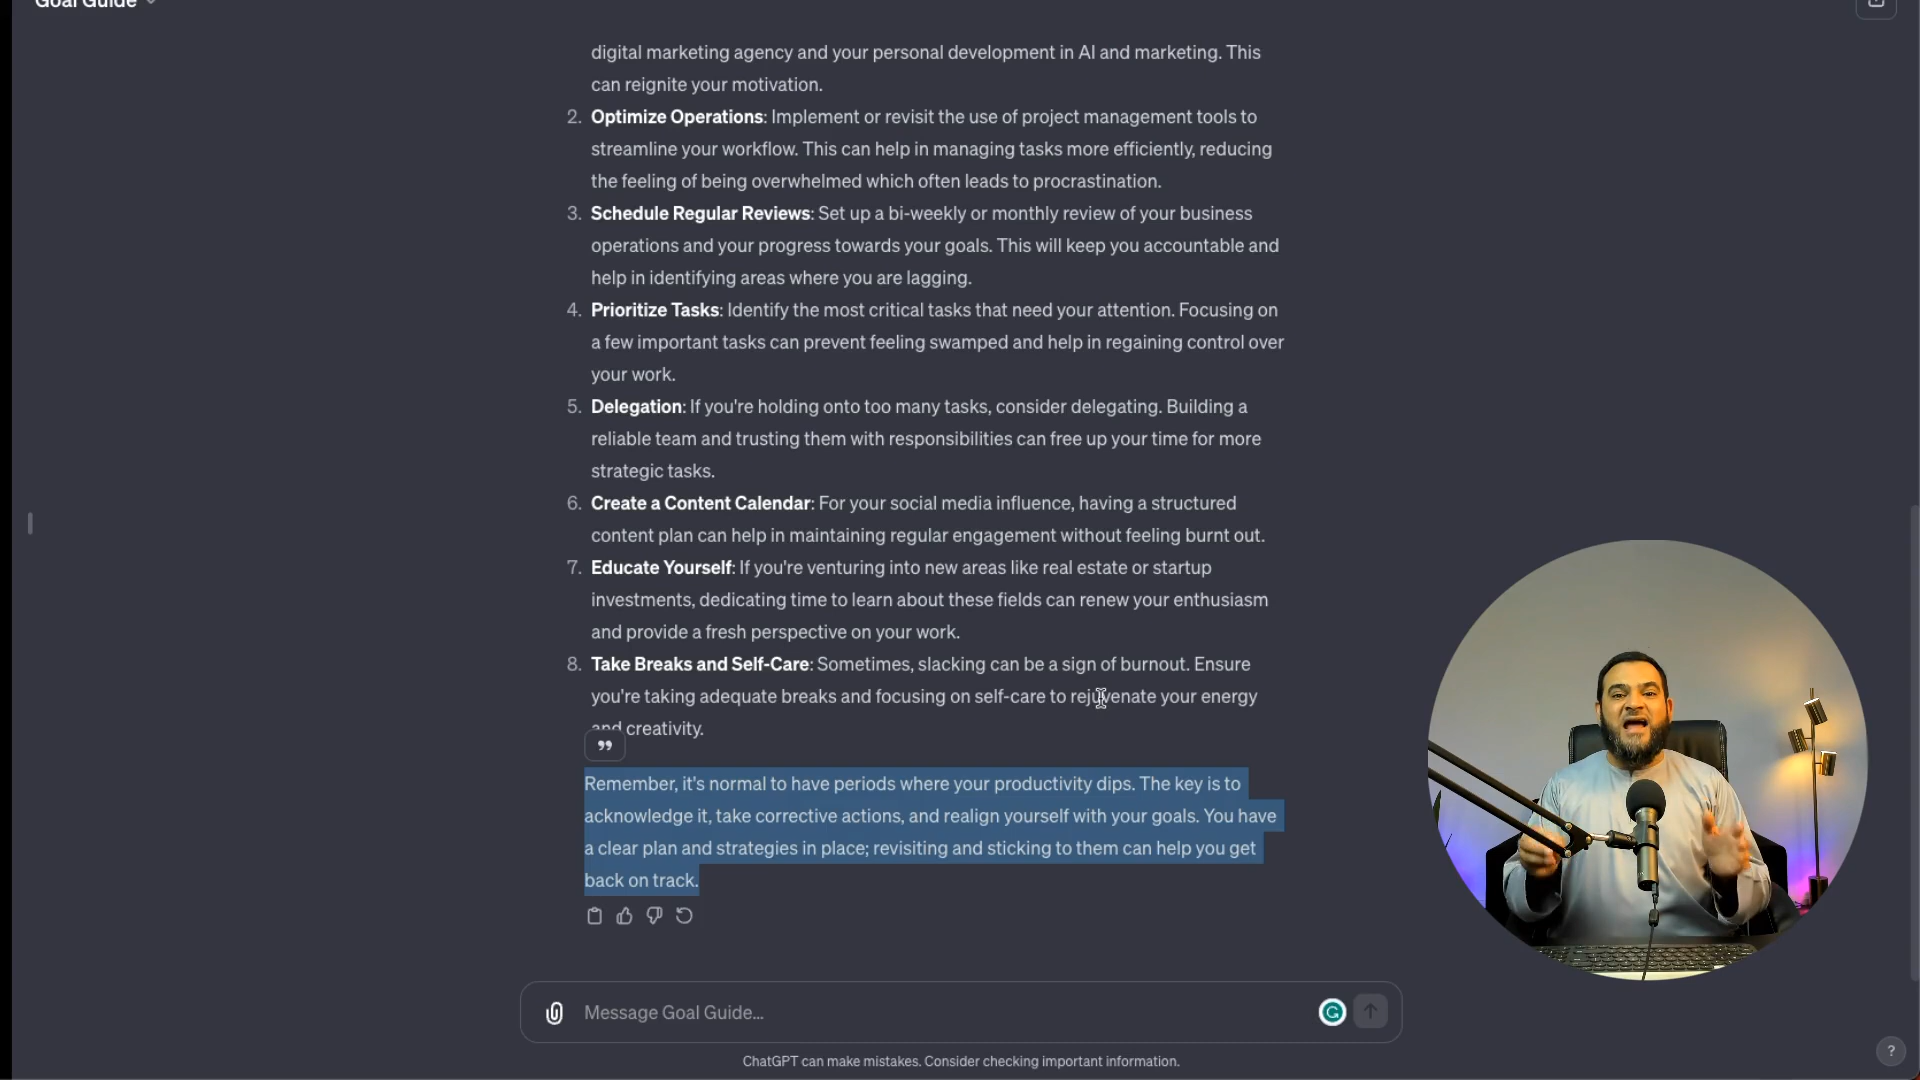 Goal Guide
digital marketing agency and your personal development in AI and marketing. This
can reignite your motivation.
2. Optimize Operations: Implement or revisit the use of project management tools to
streamline your workflow. This can help in managing tasks more efficiently, reducing
the feeling of being overwhelmed which often leads to procrastination.
3. Schedule Regular Reviews: Set up a bi-weekly or monthly review of your business
operations and your progress towards your goals. This will keep you accountable and
help in identifying areas where you are lagging.
4. Prioritize Tasks: Identify the most critical tasks that need your attention. Focusing on
a few important tasks can prevent feeling swamped and help in regaining control over
your work.
5. Delegation: If you're holding onto too many tasks, consider delegating. Building a
reliable team and trusting them with responsibilities can free up your time for more
strategic tasks.
6. Create a Content Calendar: For your social media influence, having a structured
content plan can help in maintaining regular engagement without feeling burnt out.
7. Educate Yourself: If you're venturing into new areas like real estate or startup
investments, dedicating time to learn about these fields can renew your enthusiasm
and provide a fresh perspective on your work.
8. Take Breaks and Self-Care: Sometimes, slacking can be a sign of burnout. Ensure
you're taking adequate breaks and focusing on self-care to rejuvenate your energy
and creativity.
Remember, it's normal to have periods where your productivity dips. The key is to
acknowledge it, take corrective actions, and realign yourself with your goals. You have
a clear plan and strategies in place; revisiting and sticking to them can help you get
back on track.
Message Goal Guide...
ChatGPT can make mistakes. Consider checking important information.
?